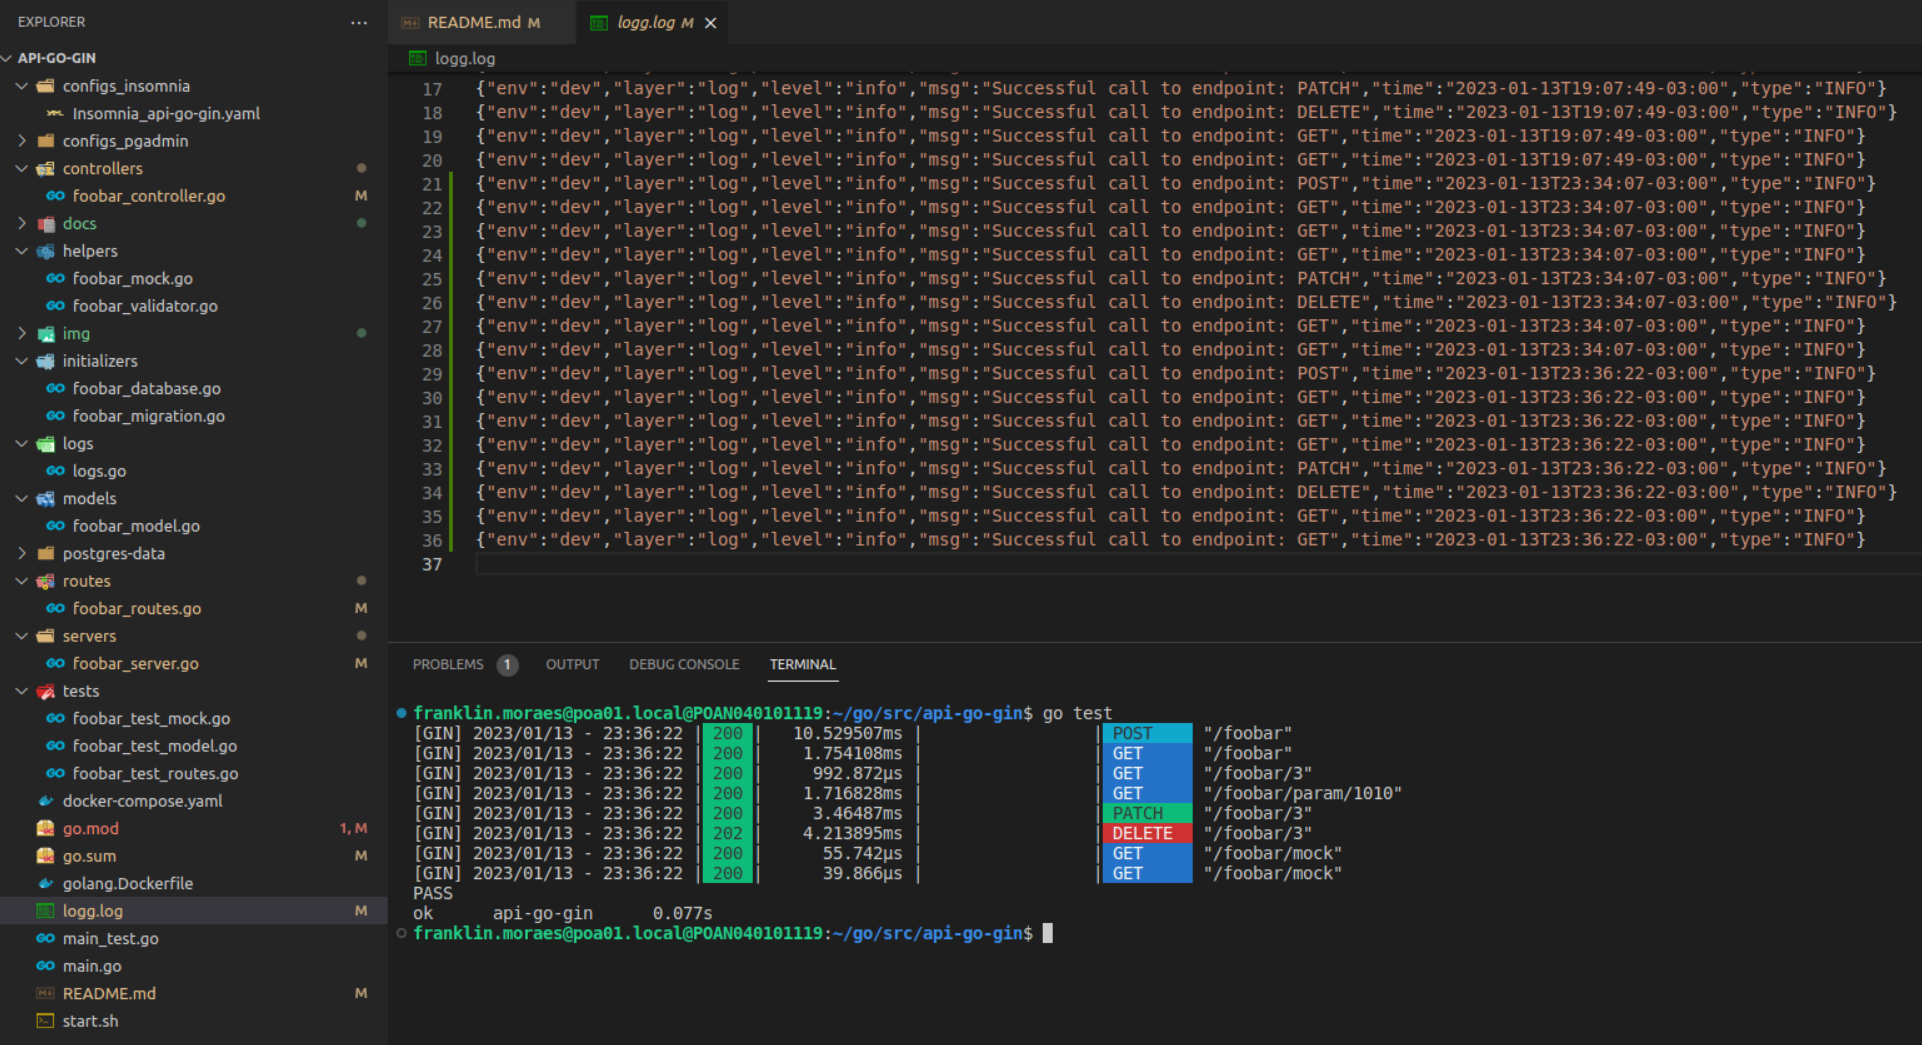 EXPLORER
API-GO-GIN
configs_insomnia
Insomnia_api-go-gin.yaml
configs_pgadmin
controllers
foobar_controller.go M
docs
helpers
foobar_mock.go
foobar_validator.go
img
initializers
foobar_database.go
foobar_migration.go
logs
logs.go
models
foobar_model.go
postgres-data
routes
foobar_routes.go M
servers
foobar_server.go M
tests
foobar_test_mock.go
foobar_test_model.go
foobar_test_routes.go
docker-compose.yaml
go.mod 1, M
go.sum M
golang.Dockerfile
logg.log M
main_test.go
main.go
README.md M
start.sh
README.md M
logg.log M
logg.log
17 {"env":"dev","layer":"log","level":"info","msg":"Successful call to endpoint: PATCH","time":"2023-01-13T19:07:49-03:00","type":"INFO"}
18 {"env":"dev","layer":"log","level":"info","msg":"Successful call to endpoint: DELETE","time":"2023-01-13T19:07:49-03:00","type":"INFO"}
19 {"env":"dev","layer":"log","level":"info","msg":"Successful call to endpoint: GET","time":"2023-01-13T19:07:49-03:00","type":"INFO"}
20 {"env":"dev","layer":"log","level":"info","msg":"Successful call to endpoint: GET","time":"2023-01-13T19:07:49-03:00","type":"INFO"}
21 {"env":"dev","layer":"log","level":"info","msg":"Successful call to endpoint: POST","time":"2023-01-13T23:34:07-03:00","type":"INFO"}
22 {"env":"dev","layer":"log","level":"info","msg":"Successful call to endpoint: GET","time":"2023-01-13T23:34:07-03:00","type":"INFO"}
23 {"env":"dev","layer":"log","level":"info","msg":"Successful call to endpoint: GET","time":"2023-01-13T23:34:07-03:00","type":"INFO"}
24 {"env":"dev","layer":"log","level":"info","msg":"Successful call to endpoint: GET","time":"2023-01-13T23:34:07-03:00","type":"INFO"}
25 {"env":"dev","layer":"log","level":"info","msg":"Successful call to endpoint: PATCH","time":"2023-01-13T23:34:07-03:00","type":"INFO"}
26 {"env":"dev","layer":"log","level":"info","msg":"Successful call to endpoint: DELETE","time":"2023-01-13T23:34:07-03:00","type":"INFO"}
27 {"env":"dev","layer":"log","level":"info","msg":"Successful call to endpoint: GET","time":"2023-01-13T23:34:07-03:00","type":"INFO"}
28 {"env":"dev","layer":"log","level":"info","msg":"Successful call to endpoint: GET","time":"2023-01-13T23:34:07-03:00","type":"INFO"}
29 {"env":"dev","layer":"log","level":"info","msg":"Successful call to endpoint: POST","time":"2023-01-13T23:36:22-03:00","type":"INFO"}
30 {"env":"dev","layer":"log","level":"info","msg":"Successful call to endpoint: GET","time":"2023-01-13T23:36:22-03:00","type":"INFO"}
31 {"env":"dev","layer":"log","level":"info","msg":"Successful call to endpoint: GET","time":"2023-01-13T23:36:22-03:00","type":"INFO"}
32 {"env":"dev","layer":"log","level":"info","msg":"Successful call to endpoint: GET","time":"2023-01-13T23:36:22-03:00","type":"INFO"}
33 {"env":"dev","layer":"log","level":"info","msg":"Successful call to endpoint: PATCH","time":"2023-01-13T23:36:22-03:00","type":"INFO"}
34 {"env":"dev","layer":"log","level":"info","msg":"Successful call to endpoint: DELETE","time":"2023-01-13T23:36:22-03:00","type":"INFO"}
35 {"env":"dev","layer":"log","level":"info","msg":"Successful call to endpoint: GET","time":"2023-01-13T23:36:22-03:00","type":"INFO"}
36 {"env":"dev","layer":"log","level":"info","msg":"Successful call to endpoint: GET","time":"2023-01-13T23:36:22-03:00","type":"INFO"}
37
PROBLEMS 1 OUTPUT DEBUG CONSOLE TERMINAL
franklin.moraes@poa01.local@POAN040101119:~/go/src/api-go-gin$ go test
[GIN] 2023/01/13 - 23:36:22 | 200 | 10.529507ms | | POST "/foobar"
[GIN] 2023/01/13 - 23:36:22 | 200 | 1.754108ms | | GET "/foobar"
[GIN] 2023/01/13 - 23:36:22 | 200 | 992.872µs | | GET "/foobar/3"
[GIN] 2023/01/13 - 23:36:22 | 200 | 1.716828ms | | GET "/foobar/param/1010"
[GIN] 2023/01/13 - 23:36:22 | 200 | 3.46487ms | | PATCH "/foobar/3"
[GIN] 2023/01/13 - 23:36:22 | 202 | 4.213895ms | | DELETE "/foobar/3"
[GIN] 2023/01/13 - 23:36:22 | 200 | 55.742µs | | GET "/foobar/mock"
[GIN] 2023/01/13 - 23:36:22 | 200 | 39.866µs | | GET "/foobar/mock"
PASS
ok api-go-gin 0.077s
franklin.moraes@poa01.local@POAN040101119:~/go/src/api-go-gin$